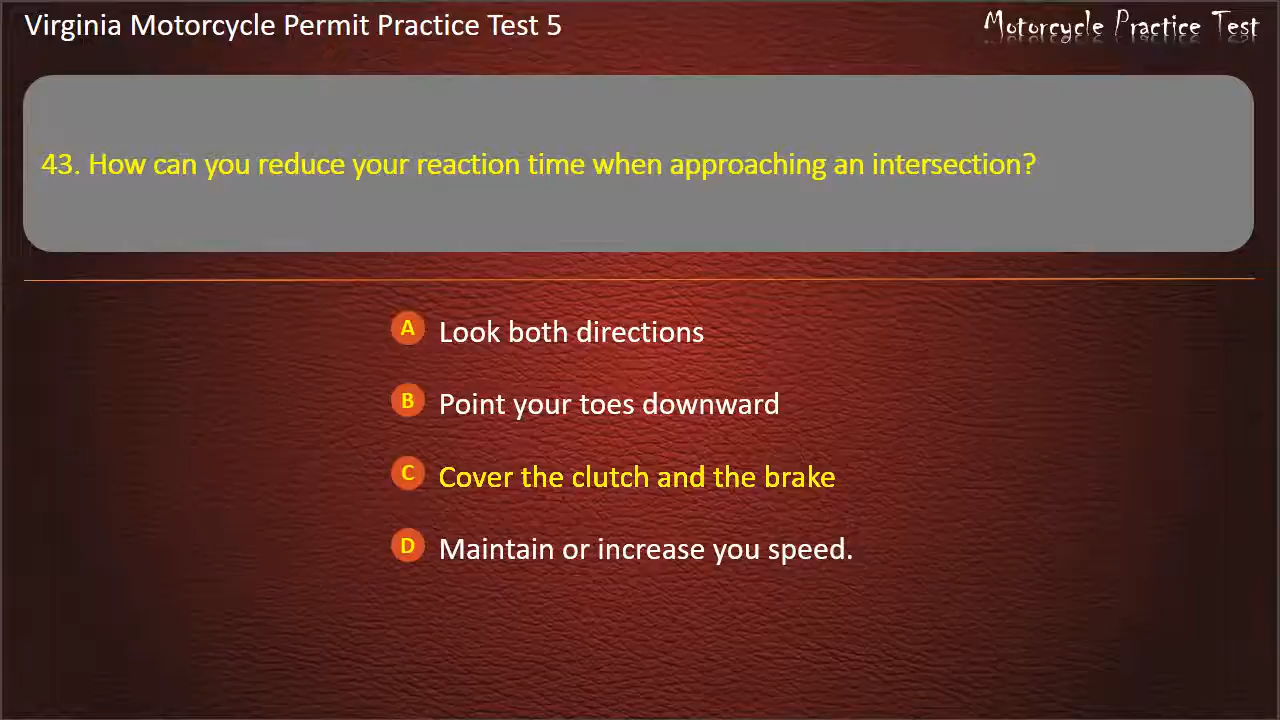 Virginia Motorcycle Permit Practice Test 5
Motorcycle Practice Test
43. How can you reduce your reaction time when approaching an intersection?
A Look both directions
B Point your toes downward
C Cover the clutch and the brake
D Maintain or increase you speed.